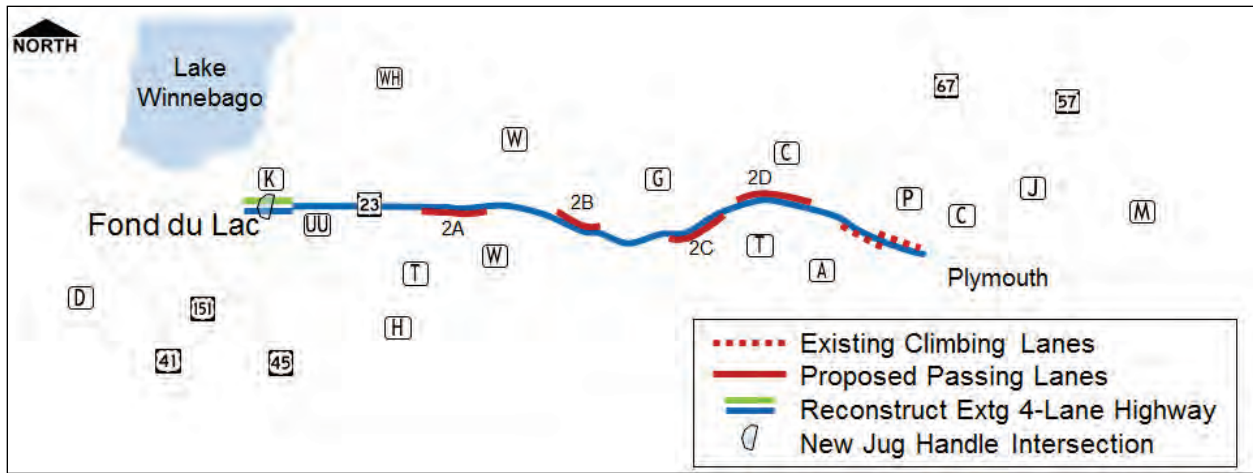 NORTH
Lake
Winnebago
WH
67
57
W
C
K
G
2D
J
P
23
2B
C
M
Fond du Lac
UU
2A
2C
W
T
T
A
Plymouth
D
151
H
41
45
Existing Climbing Lanes
Proposed Passing Lanes
Reconstruct Extg 4-Lane Highway
New Jug Handle Intersection